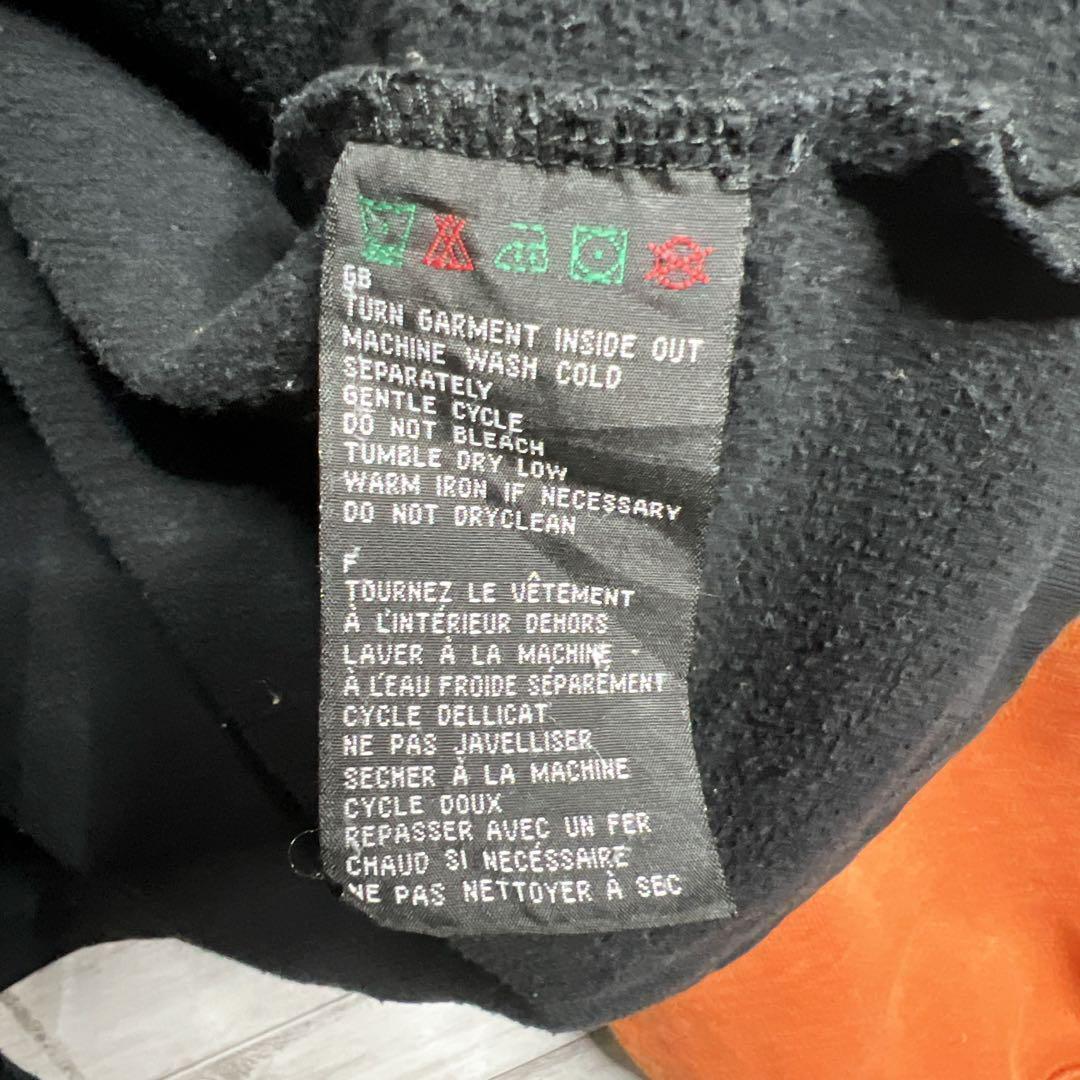 GB
TURN GARMENT INSIDE OUT
MACHINE WASH COLD
SEPARATELY
GENTLE CYCLE
DO NOT BLEACH
TUMBLE DRY LOW
WARM IRON IF NECESSARY
DO NOT DRYCLEAN
F
TOURNEZ LE VÊTEMENT
À L'INTÉRIEUR DEHORS
LAVER À LA MACHINE
À L'EAU FROIDE SÉPARÉMENT
CYCLE DELLICAT
NE PAS JAVELLISER
SECHER À LA MACHINE
CYCLE DOUX
REPASSER AVEC UN FER
CHAUD SI NECÉSSAIRE
NE PAS NETTOYER À SEC